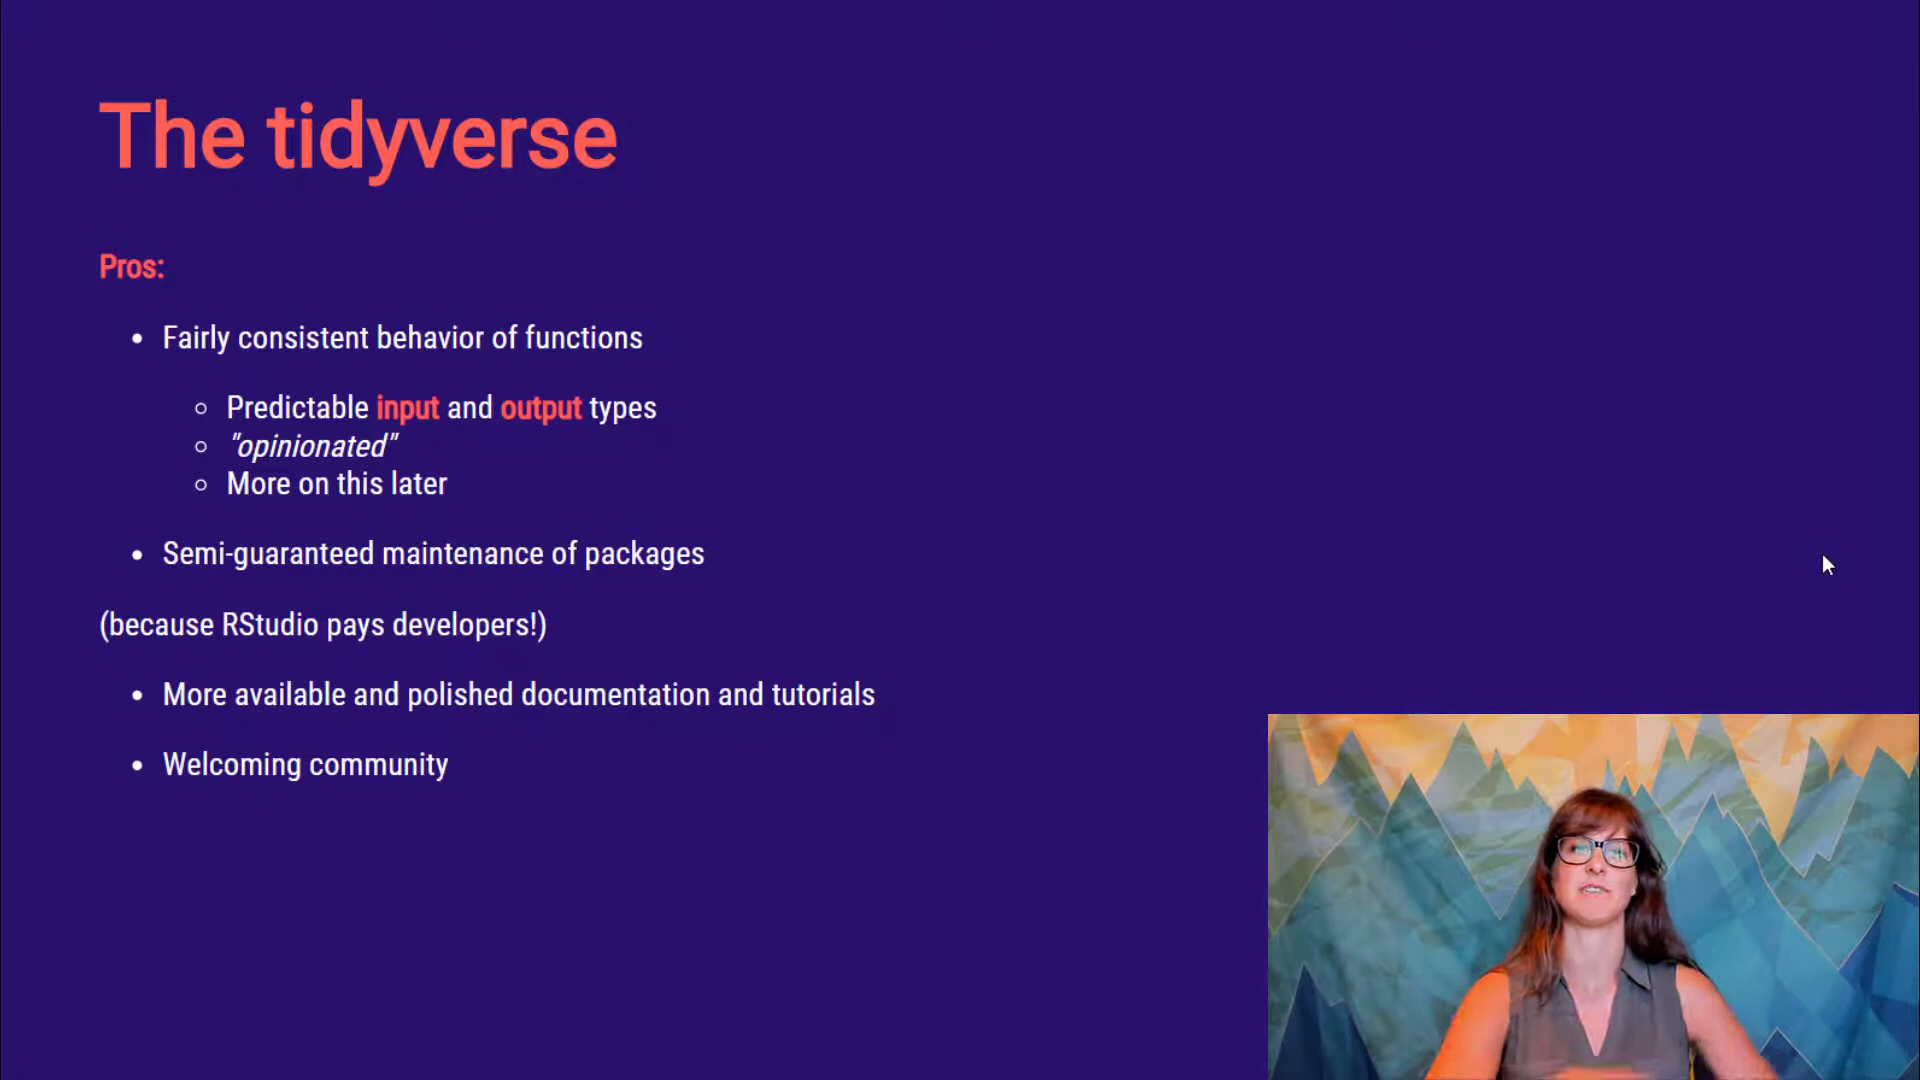 The tidyverse
Pros:
Fairly consistent behavior of functions
Predictable input and output types
"opinionated"
More on this later
Semi-guaranteed maintenance of packages
(because RStudio pays developers!)
More available and polished documentation and tutorials
Welcoming community